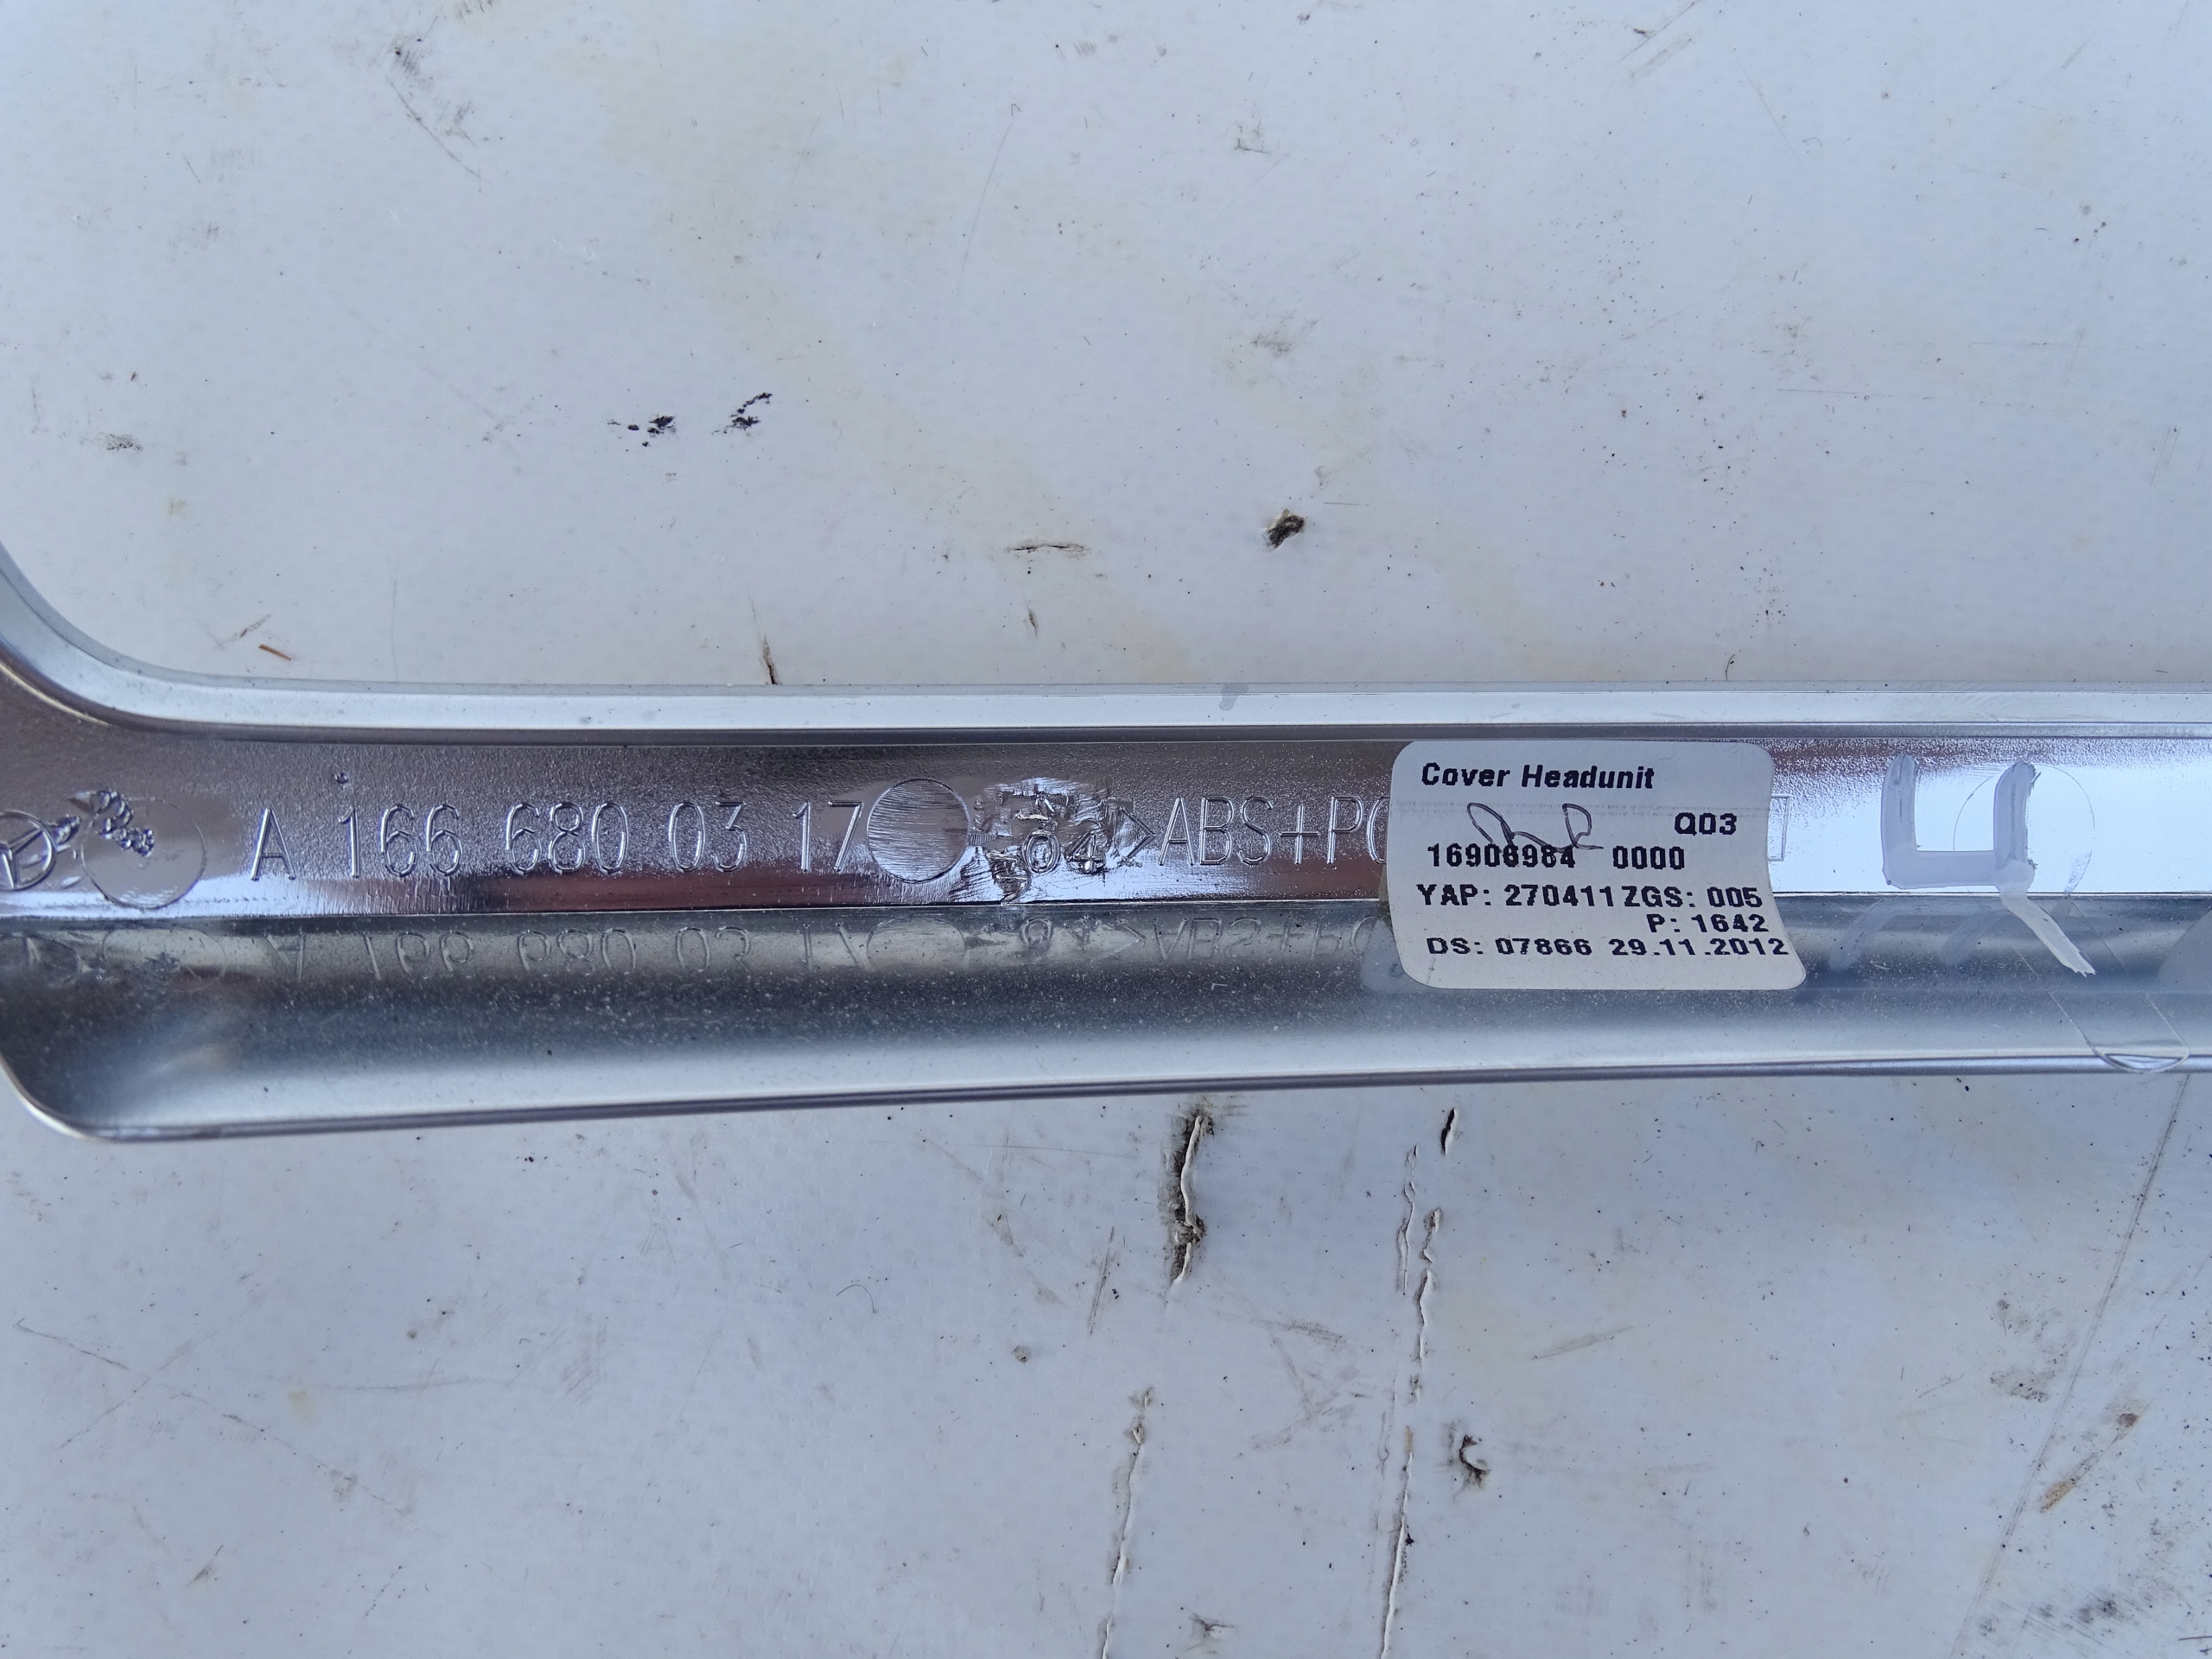 A 166 680 03 17 04 >ABS+PC
Cover Headunit
Q03
16906984 0000
YAP: 270411 ZGS: 005
P: 1642
DS: 07866 29.11.2012